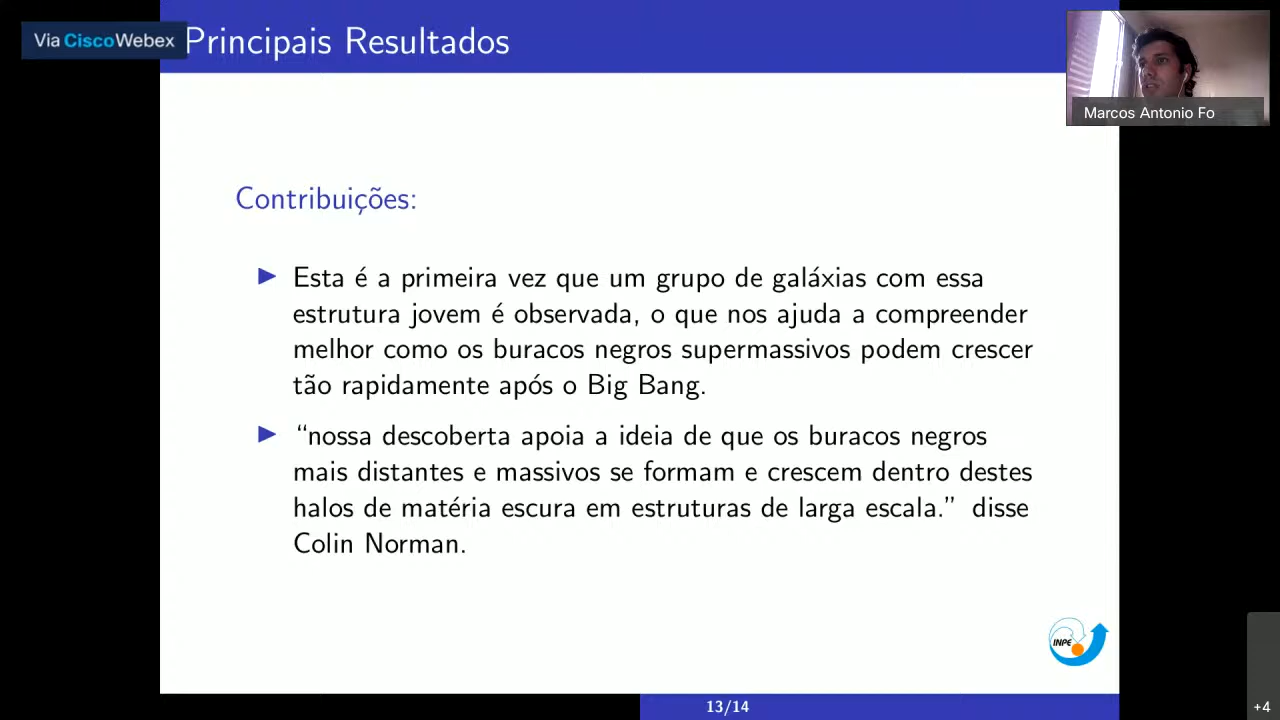 Via CiscoWebex
Principais Resultados
Marcos Antonio Fo
Contribuições:
Esta é a primeira vez que um grupo de galáxias com essa
estrutura jovem é observada, o que nos ajuda a compreender
melhor como os buracos negros supermassivos podem crescer
tão rapidamente após o Big Bang.
“nossa descoberta apoia a ideia de que os buracos negros
mais distantes e massivos se formam e crescem dentro destes
halos de matéria escura em estruturas de larga escala.” disse
Colin Norman.
INPE
13/14
+4